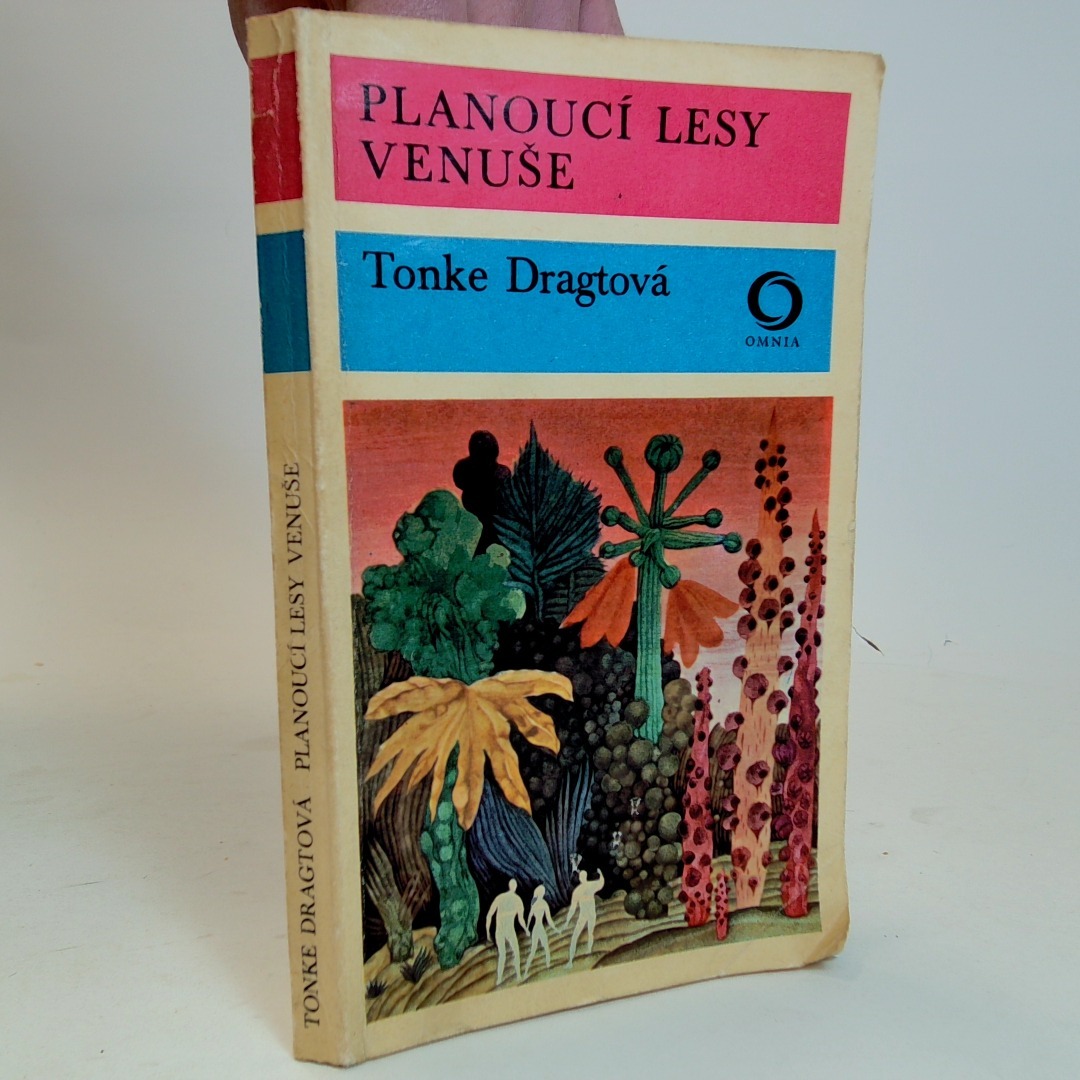 PLANOUCÍ LESY
VENUŠE
Tonke Dragtová
OMNIA
TONKE DRAGTOVÁ PLANOUCÍ LESY VENUŠE